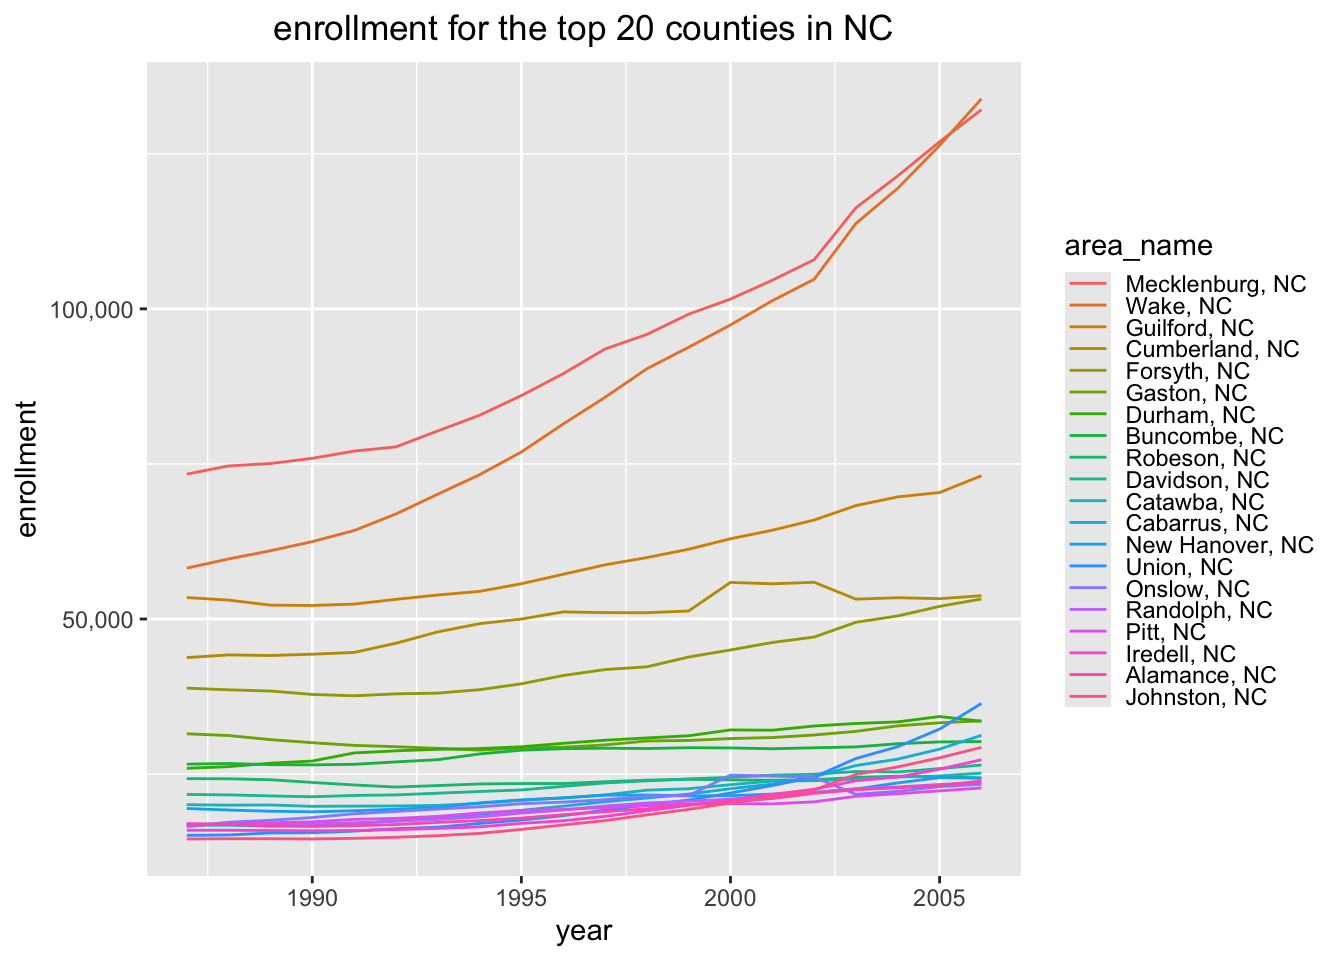 enrollment for the top 20 counties in NC
enrollment
100,000
50,000
1990
1995
2000
2005
year
area_name
Mecklenburg, NC
Wake, NC
Guilford, NC
Cumberland, NC
Forsyth, NC
Gaston, NC
Durham, NC
Buncombe, NC
Robeson, NC
Davidson, NC
Catawba, NC
Cabarrus, NC
New Hanover, NC
Union, NC
Onslow, NC
Randolph, NC
Pitt, NC
Iredell, NC
Alamance, NC
Johnston, NC